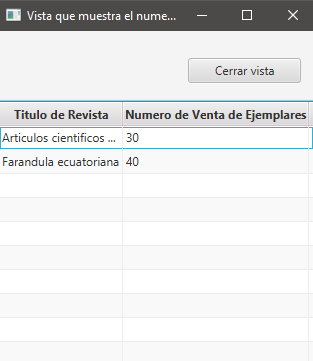 Vista que muestra el nume...
Cerrar vista
Titulo de Revista Numero de Venta de Ejemplares
Articulos cientificos ... 30
Farandula ecuatoriana 40